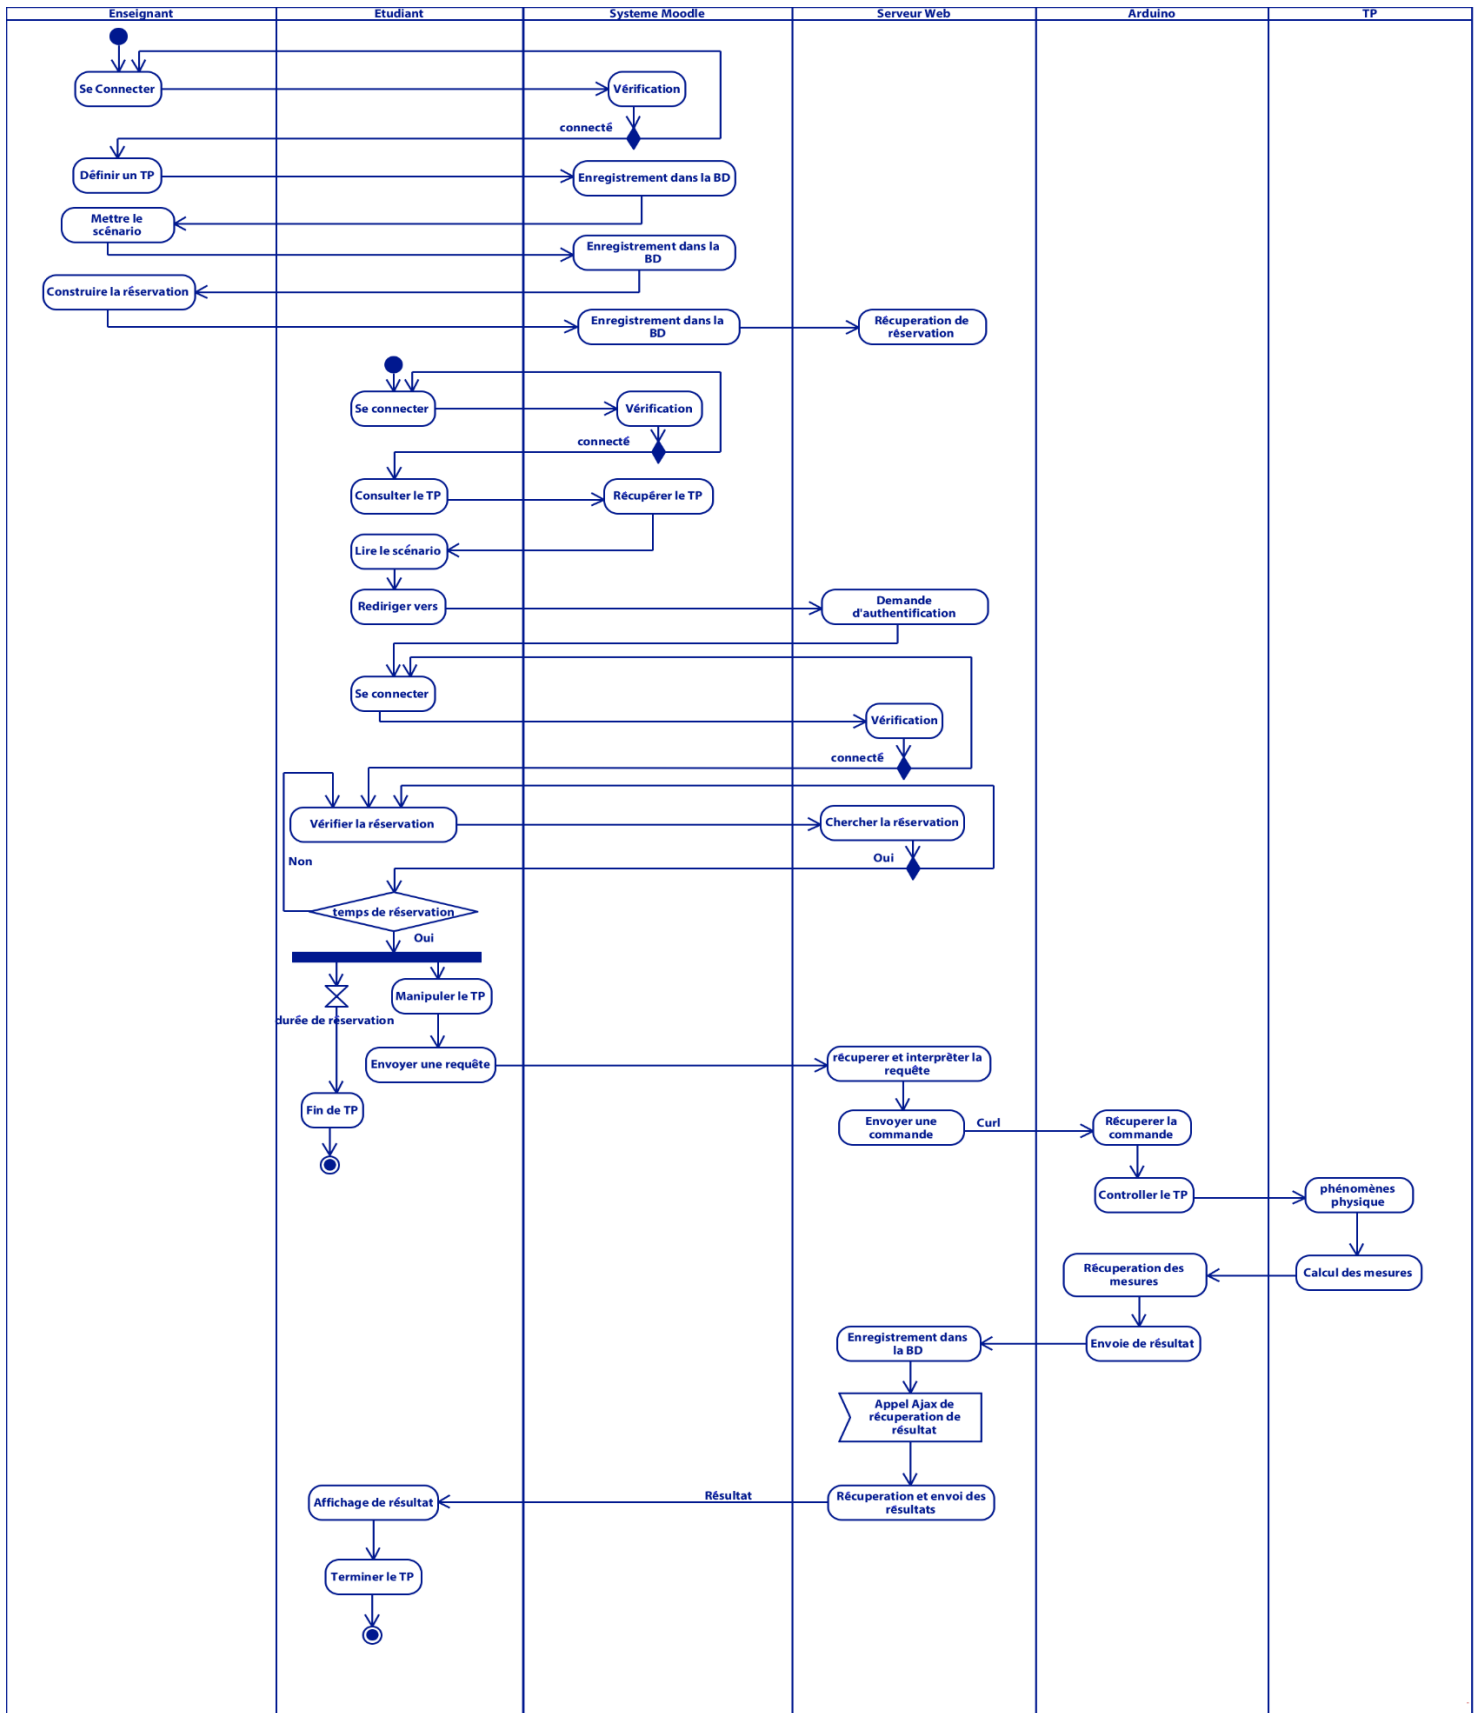 Enseignant
Etudiant
Systeme Moodle
Serveur Web
Arduino
TP
Se Connecter
Vérification
connecté
Définir un TP
Enregistrement dans la BD
Mettre le
scénario
Enregistrement dans la
BD
Construire la réservation
Enregistrement dans la
BD
Récuperation de
réservation
Se connecter
Vérification
connecté
Consulter le TP
Récupérer le TP
Lire le scénario
Rediriger vers
Demande
d'authentification
Se connecter
Vérification
connecté
Vérifier la réservation
Chercher la réservation
Non
Oui
temps de réservation
Oui
Manipuler le TP
durée de réservation
Envoyer une requête
récuperer et interprèter la
requête
Fin de TP
Envoyer une
commande
Curl
Récuperer la
commande
Controller le TP
phénomènes
physique
Récuperation des
mesures
Calcul des mesures
Enregistrement dans
la BD
Envoie de résultat
Appel Ajax de
récuperation de
résultat
Affichage de résultat
Résultat
Récuperation et envoi des
résultats
Terminer le TP